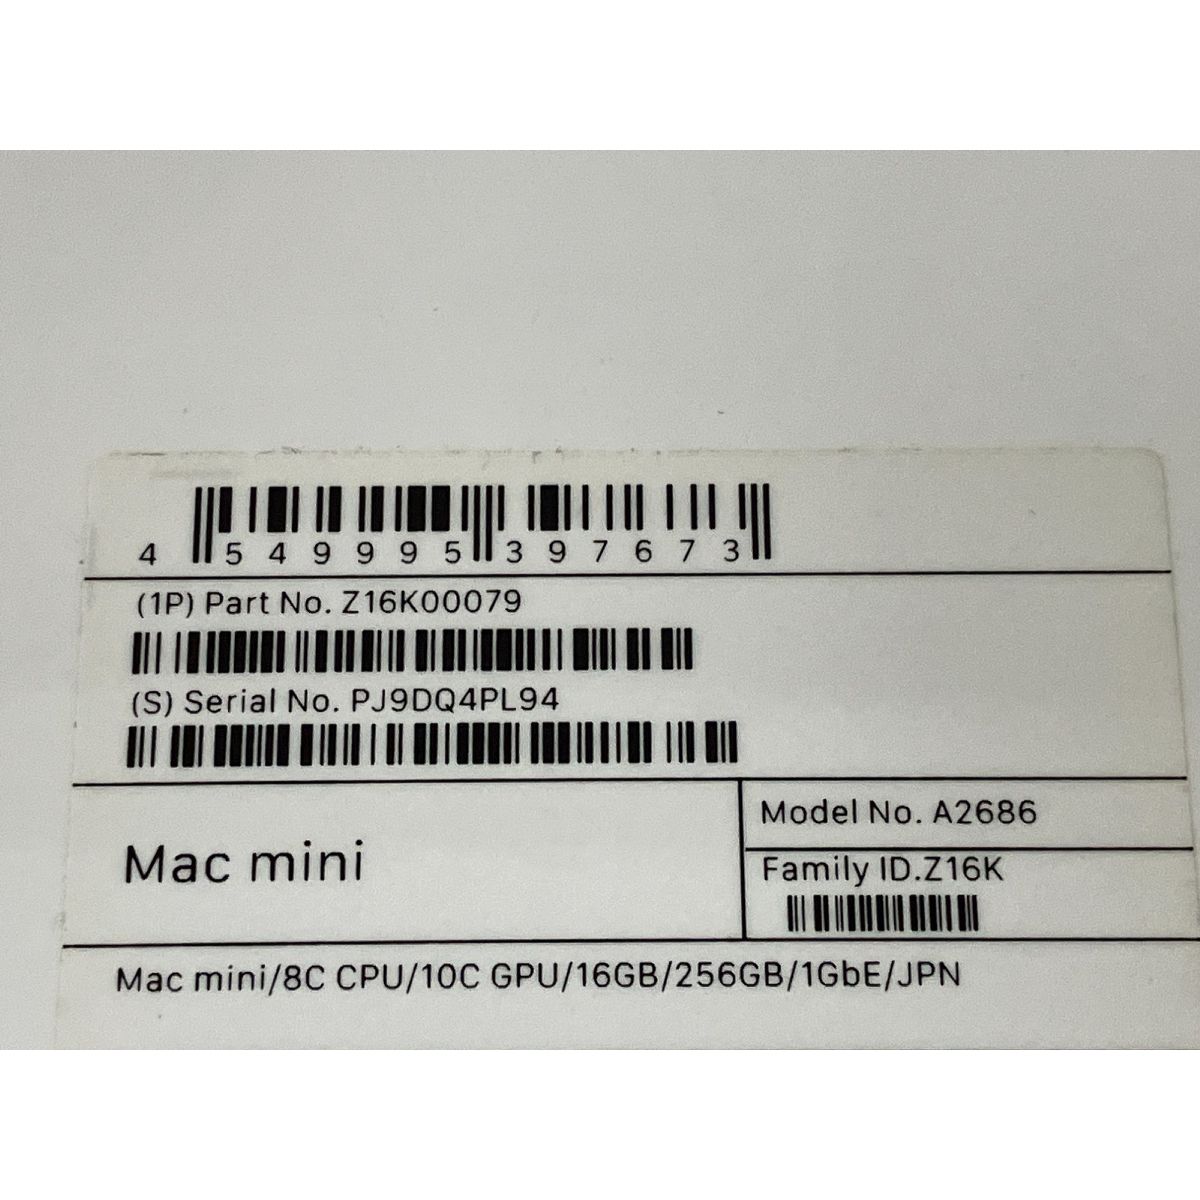 4 549995 397673
(1P) Part No. Z16K00079
(S) Serial No. PJ9DQ4PL94
Mac mini
Model No. A2686
Family ID.Z16K
Mac mini/8C CPU/10C GPU/16GB/256GB/1GbE/JPN